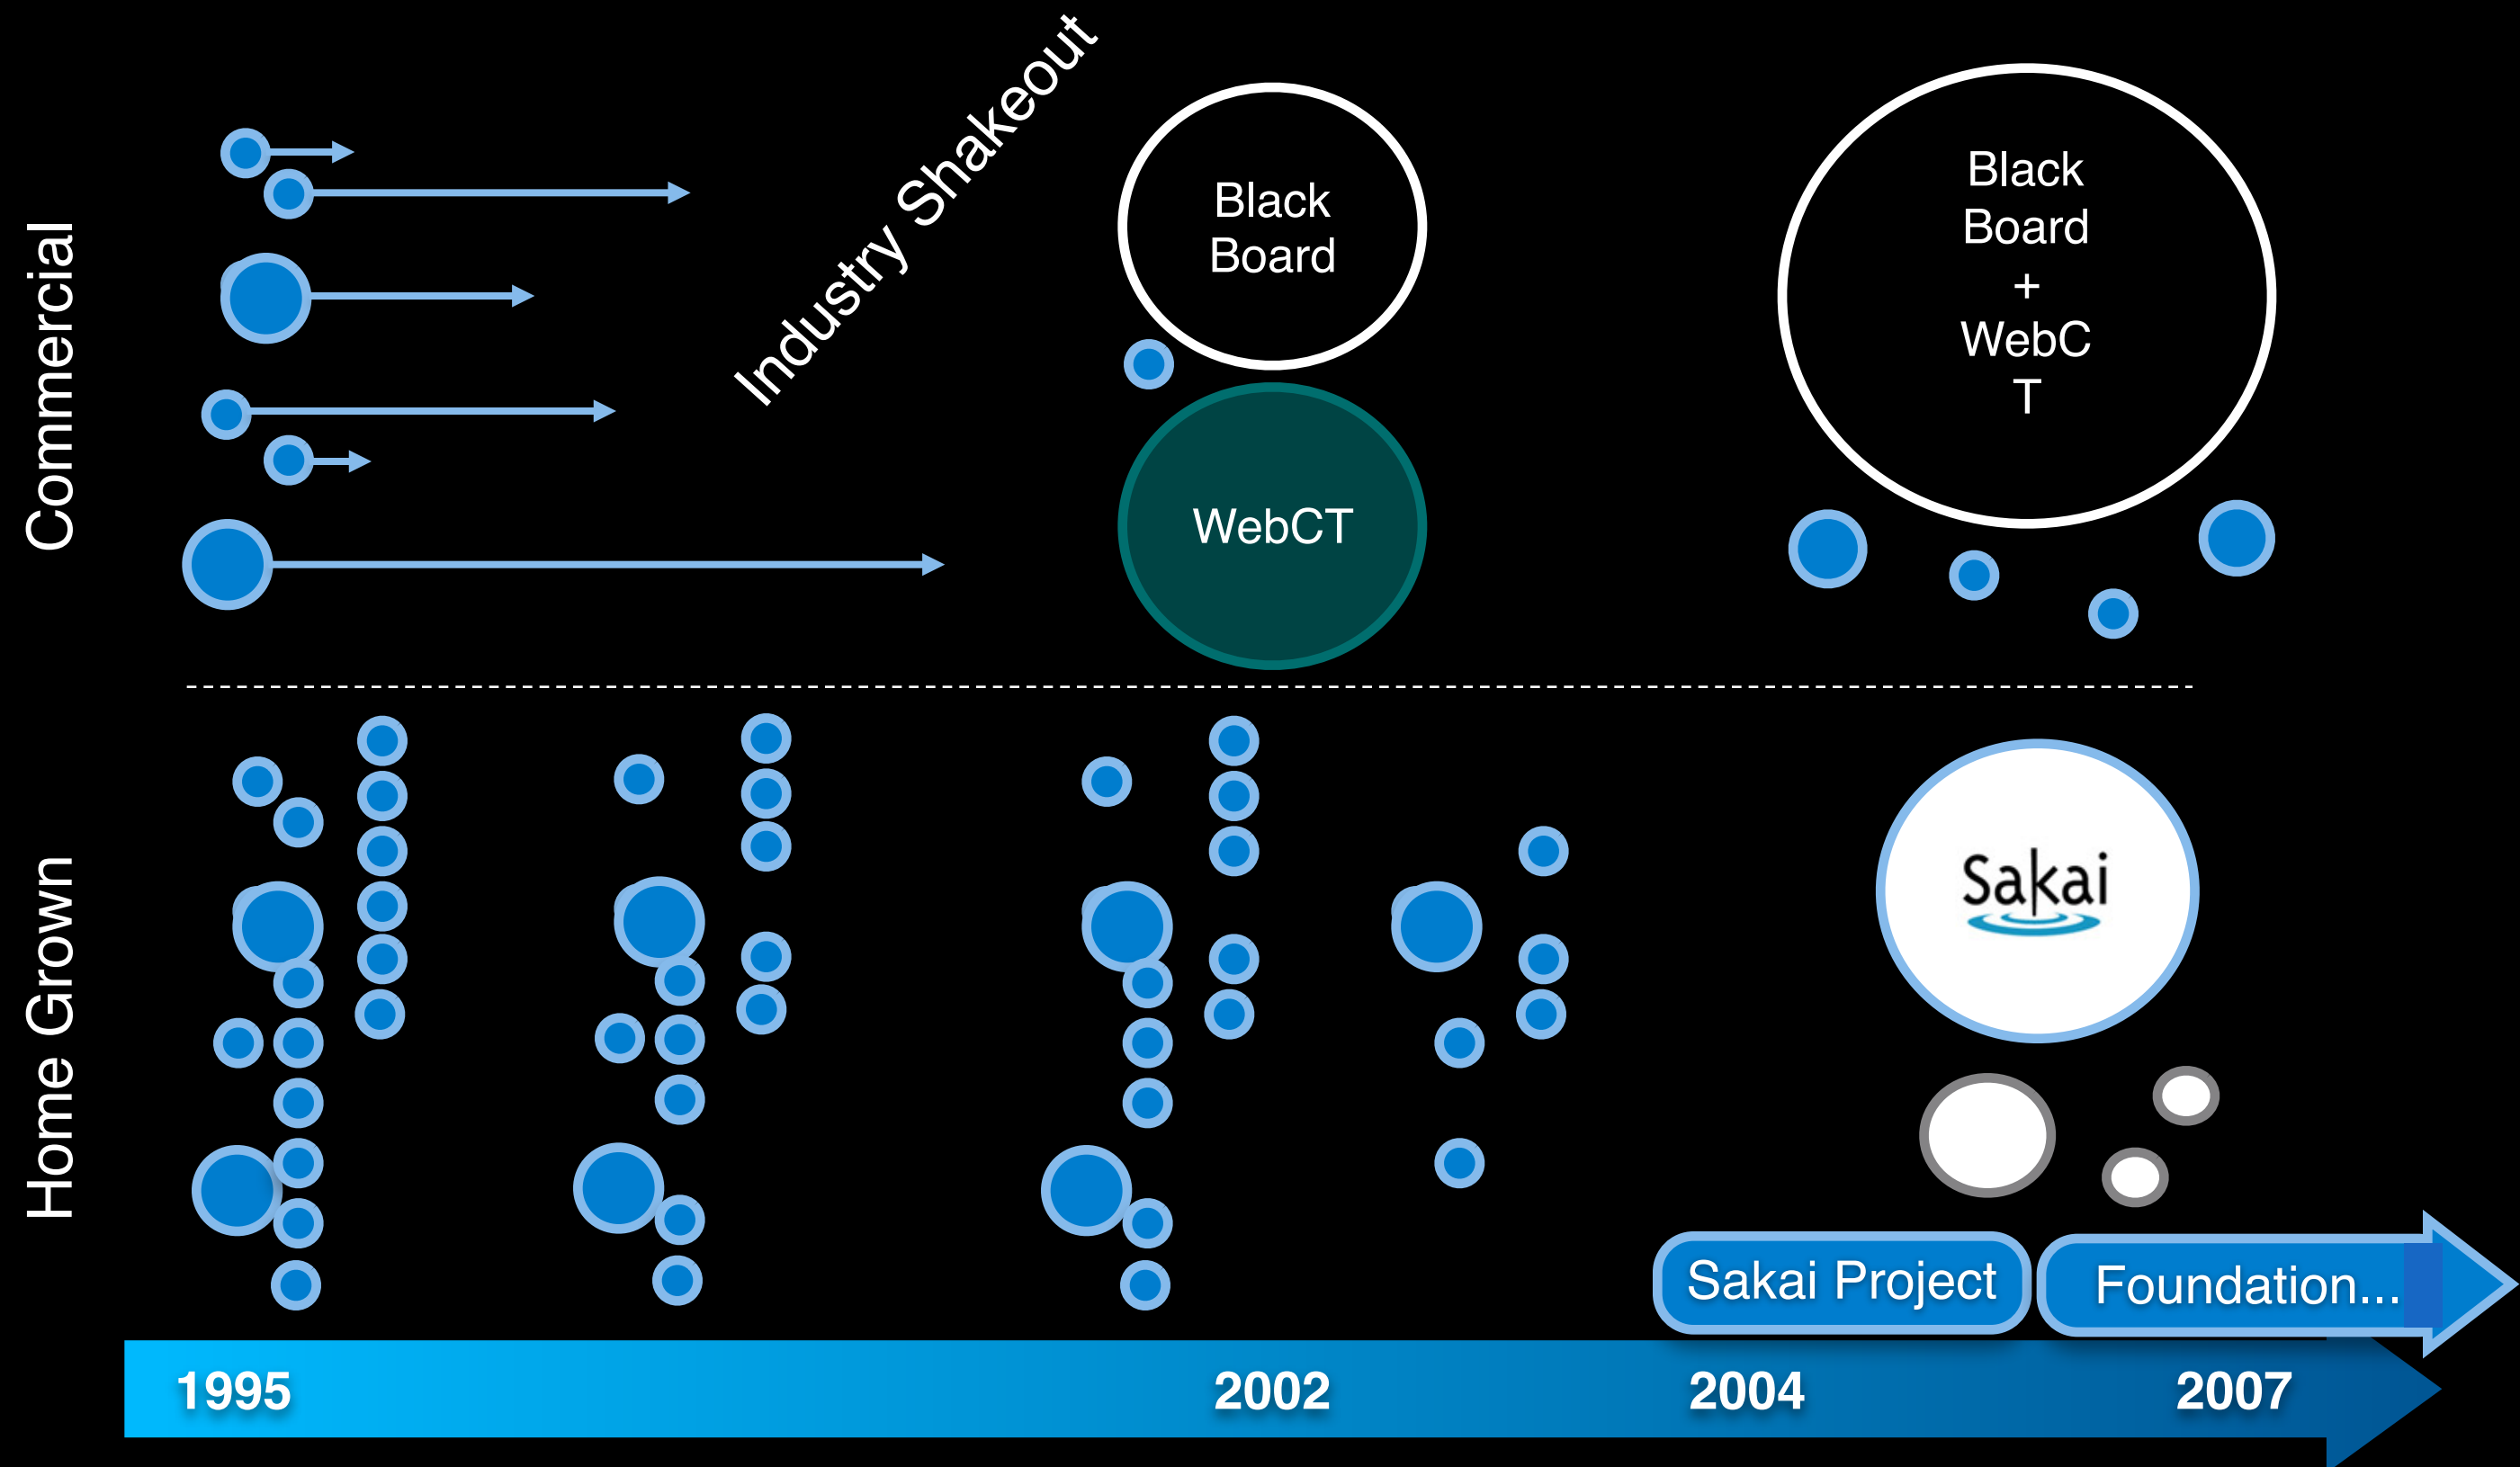 Commercial
Industry Shakeout
Black
Board
WebCT
Black
Board
+
WebC
T
Home Grown
Sakai
Sakai Project
Foundation...
1995
2002
2004
2007